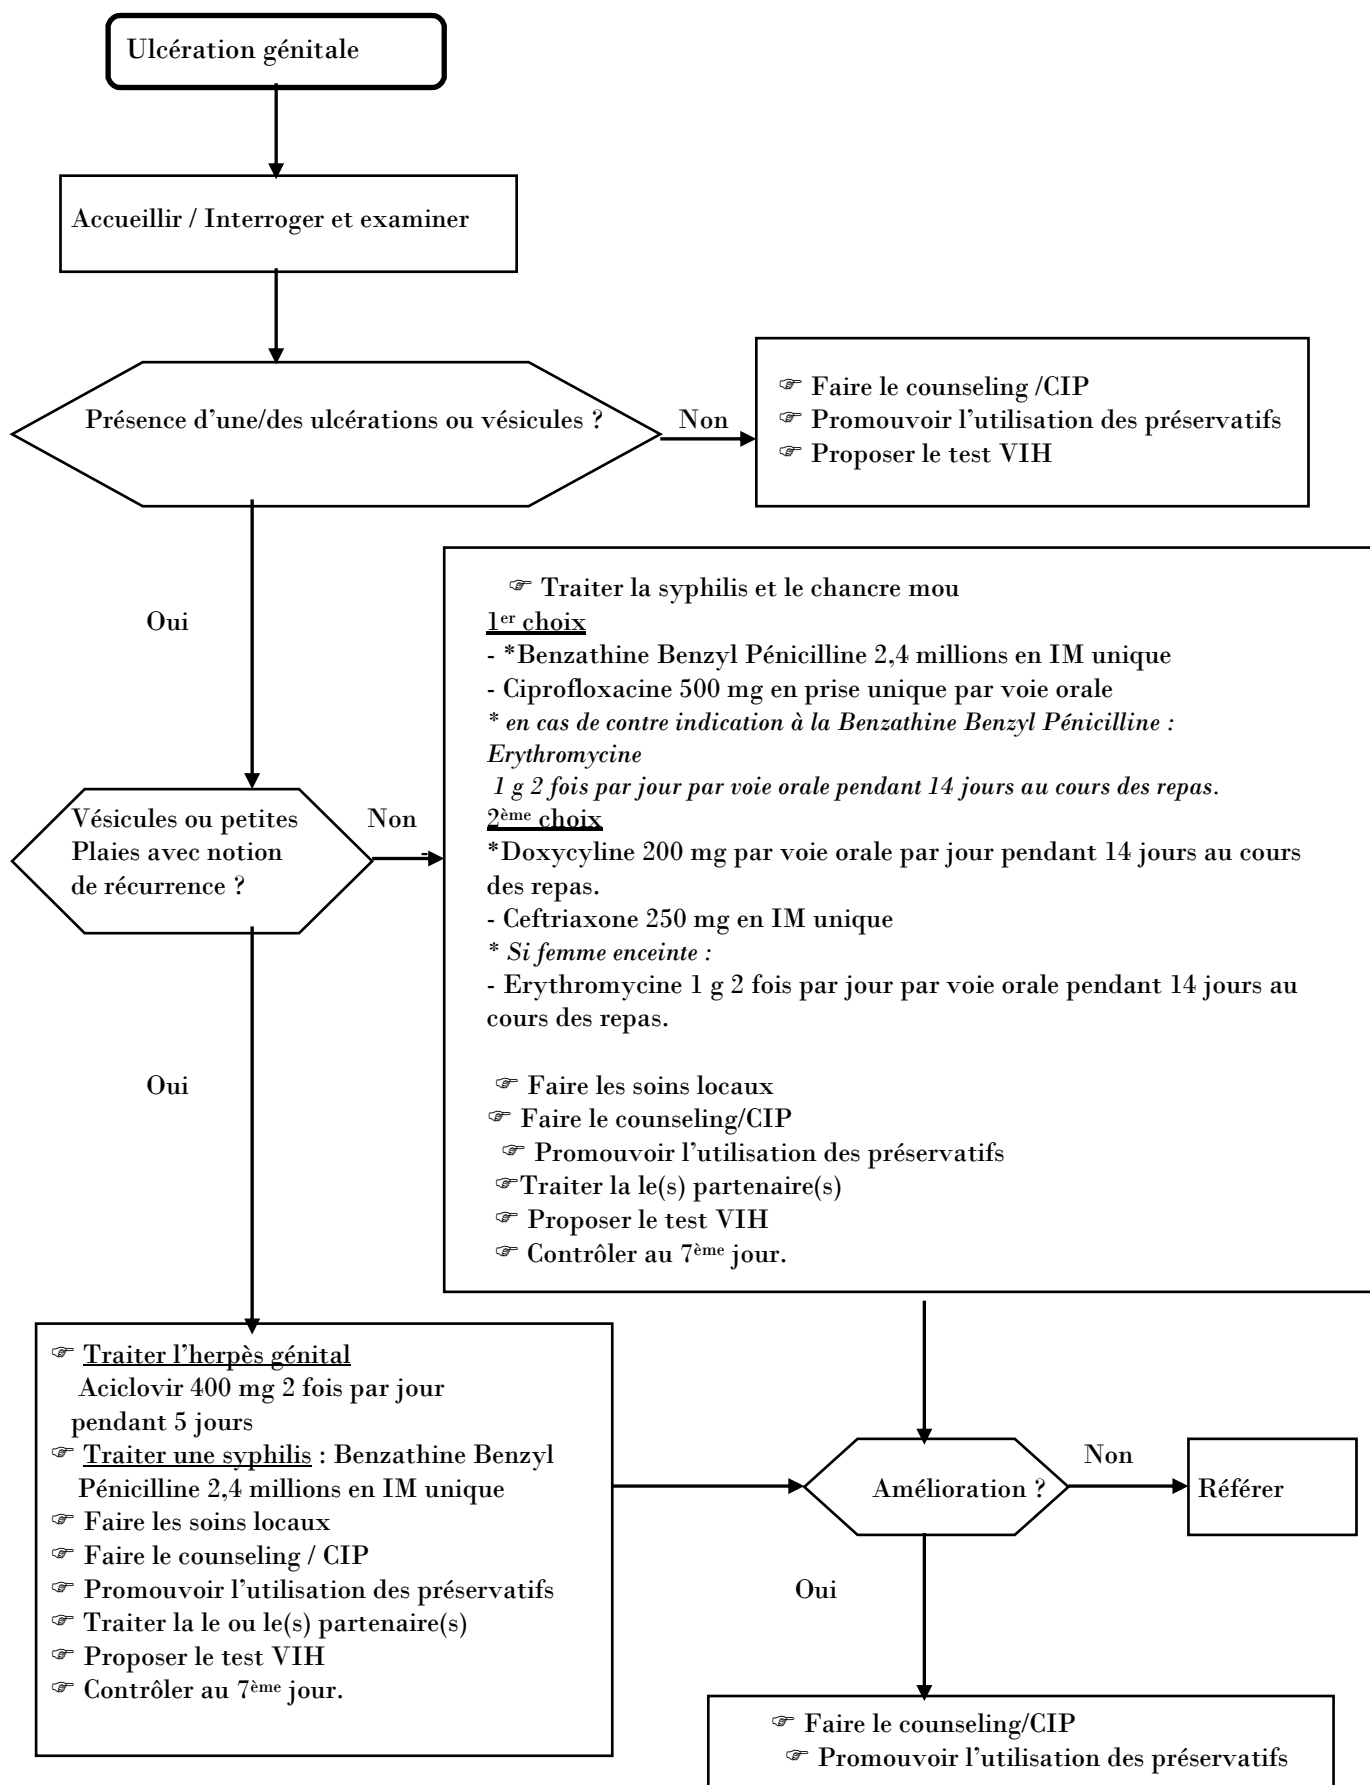 Ulcération génitale
Accueillir / Interroger et examiner
Présence d'une/des ulcérations ou vésicules ?
Non
☞ Faire le counseling /CIP
☞ Promouvoir l'utilisation des préservatifs
☞ Proposer le test VIH
Oui
☞ Traiter la syphilis et le chancre mou
1er choix
- *Benzathine Benzyl Pénicilline 2,4 millions en IM unique
- Ciprofloxacine 500 mg en prise unique par voie orale
* en cas de contre indication à la Benzathine Benzyl Pénicilline :
Erythromycine
1 g 2 fois par jour par voie orale pendant 14 jours au cours des repas.
2ème choix
*Doxycyline 200 mg par voie orale par jour pendant 14 jours au cours
des repas.
- Ceftriaxone 250 mg en IM unique
* Si femme enceinte :
- Erythromycine 1 g 2 fois par jour par voie orale pendant 14 jours au
cours des repas.
☞ Faire les soins locaux
☞ Faire le counseling/CIP
☞ Promouvoir l'utilisation des préservatifs
☞Traiter la le(s) partenaire(s)
☞ Proposer le test VIH
☞ Contrôler au 7ème jour.
Vésicules ou petites
Plaies avec notion
de récurrence ?
Non
-
Oui
☞ Traiter l'herpès génital
Aciclovir 400 mg 2 fois par jour
pendant 5 jours
☞ Traiter une syphilis : Benzathine Benzyl
Pénicilline 2,4 millions en IM unique
☞ Faire les soins locaux
☞ Faire le counseling / CIP
☞ Promouvoir l'utilisation des préservatifs
☞ Traiter la le ou le(s) partenaire(s)
☞ Proposer le test VIH
☞ Contrôler au 7ème jour.
Amélioration ?
Non
Référer
Oui
☞ Faire le counseling/CIP
☞ Promouvoir l'utilisation des préservatifs